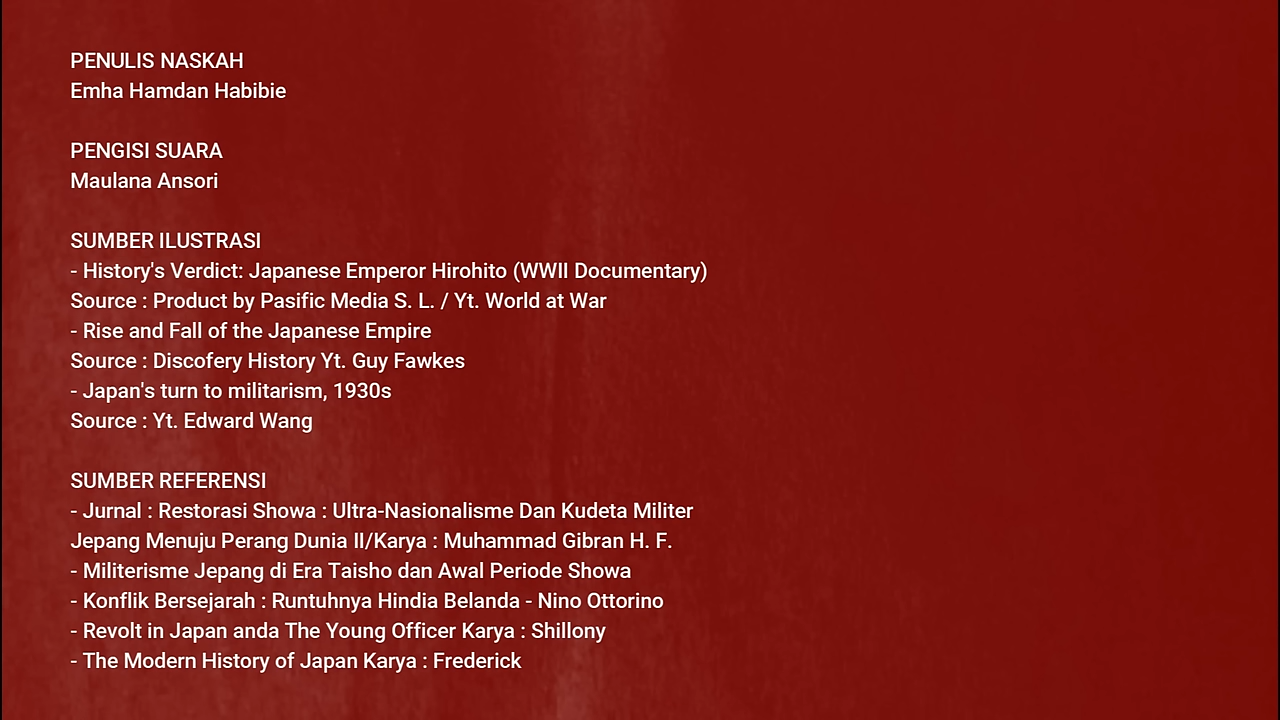 PENULIS NASKAH
Emha Hamdan Habibie
PENGISI SUARA
Maulana Ansori
SUMBER ILUSTRASI
- History's Verdict: Japanese Emperor Hirohito (WWII Documentary)
Source : Product by Pasific Media S. L. / Yt. World at War
- Rise and Fall of the Japanese Empire
Source : Discofery History Yt. Guy Fawkes
- Japan's turn to militarism, 1930s
Source : Yt. Edward Wang
SUMBER REFERENSI
- Jurnal : Restorasi Showa : Ultra-Nasionalisme Dan Kudeta Militer
Jepang Menuju Perang Dunia II/Karya : Muhammad Gibran H. F.
- Militerisme Jepang di Era Taisho dan Awal Periode Showa
- Konflik Bersejarah : Runtuhnya Hindia Belanda - Nino Ottorino
- Revolt in Japan anda The Young Officer Karya : Shillony
- The Modern History of Japan Karya : Frederick